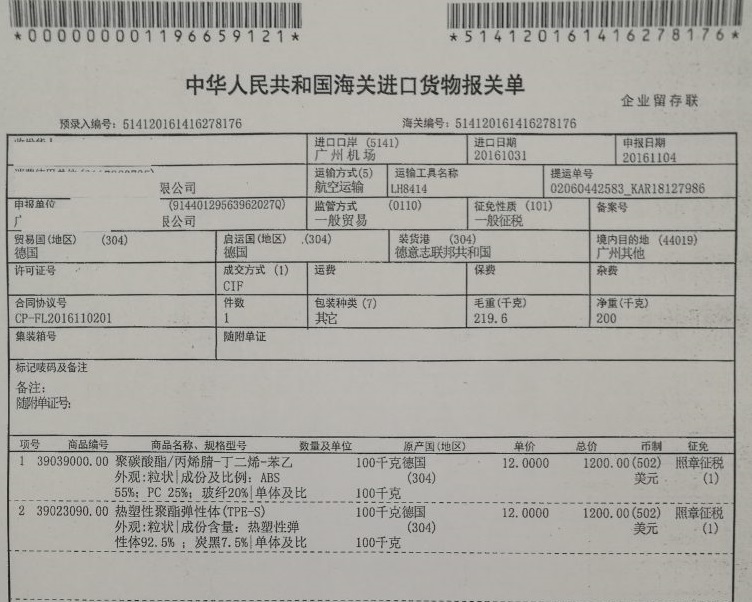 *000000001196659121*
*514120161416278176*
中华人民共和国海关进口货物报关单
企业留存联
预录入编号: 514120161416278176 海关编号: 514120161416278176
进口口岸 (5141) 进口日期 申报日期
广州机场 20161031 20161104
运输方式(5) 运输工具名称 提运单号
限公司 航空运输 LH8414 02060442583_KAR18127986
申报单位 (91440129563962027Q) 监管方式 (0110) 征免性质 (101) 备案号
限公司 一般贸易 一般征税
贸易国(地区) (304) 启运国(地区) (304) 装货港 (304) 境内目的地 (44019)
德国 德国 德意志联邦共和国 广州其他
许可证号 成交方式 (1) 运费 保费 杂费
CIF
合同协议号 件数 包装种类 (7) 毛重(千克) 净重(千克)
CP-FL2016110201 1 其它 219.6 200
集装箱号 随附单证
标记唛码及备注
备注:
随附单证号:
项号 商品编号 商品名称、规格型号 数量及单位 原产国(地区) 单价 总价 币制 征免
1 39039000.00 聚碳酸酯/丙烯腈-丁二烯-苯乙 100千克德国 12.0000 1200.00(502) 照章征税
外观:粒状|成份及比例: ABS (304) 美元 (1)
55%; PC 25%; 玻纤20%|单体及比 100千克
2 39023090.00 热塑性聚酯弹性体(TPE-S) 100千克德国 12.0000 1200.00(502) 照章征税
外观:粒状|成份含量: 热塑性弹 (304) 美元 (1)
性体92.5% ; 炭黑7.5%|单体及比 100千克